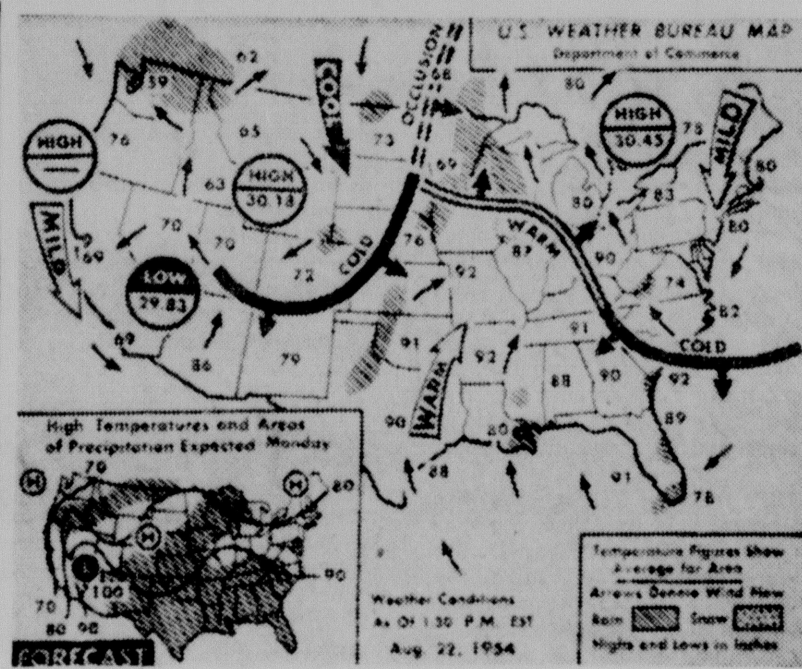 U.S. WEATHER BUREAU MAP
Department of Commerce
62
COOL
OCCLUSION
68
80
59
HIGH
30.45
78
MILD
76
65
73
69
80
HIGH
63
HIGH
30.18
80
83
MILD
70
70
76
COLD
WARM
87
90
80
69
72
92
74
LOW
29.83
82
69
91
91
COLD
86
79
92
WARM
88
90
92
90
80
89
88
91
78
High Temperatures and Areas
of Precipitation Expected Monday
H
70
H
80
H
L
100
90
70
80 90
FORECAST
Weather Conditions
As Of 1:30 P.M. EST
Aug. 22, 1954
Temperature Figures Show
Average for Area
Arrows Denote Wind Flow
Rain
Snow
Highs and Lows in Inches